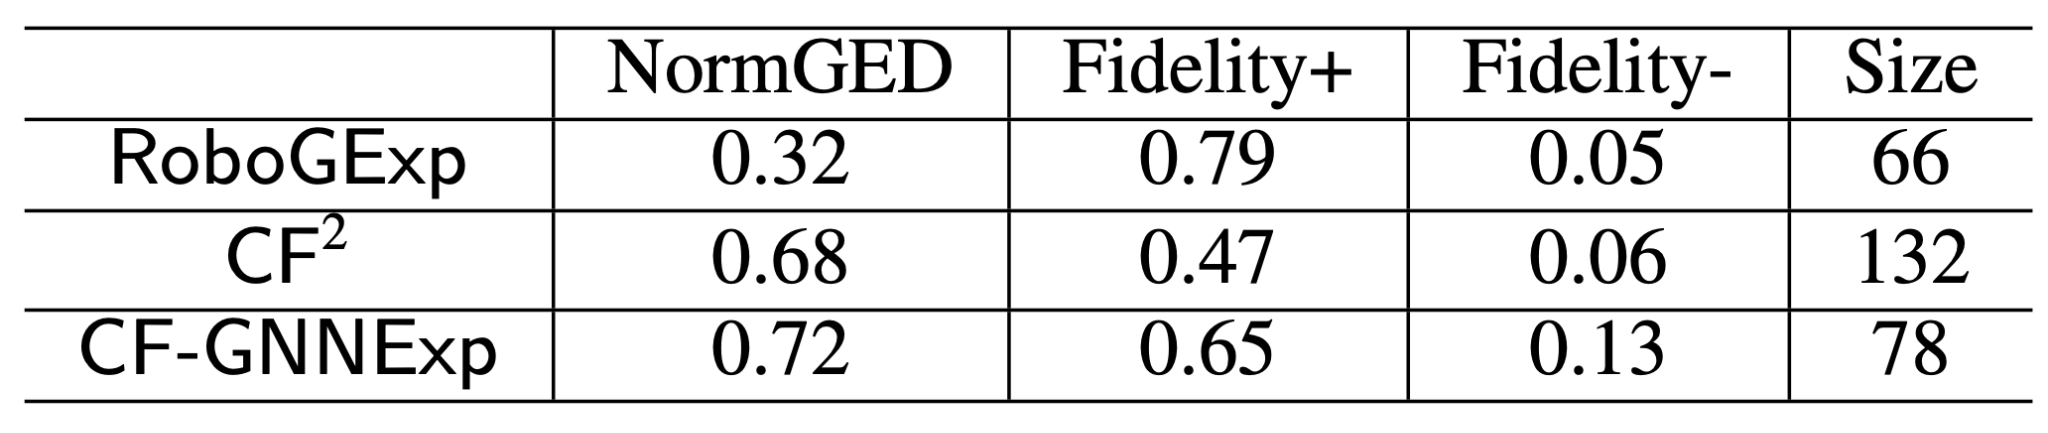 NormGED Fidelity+ Fidelity- Size
RoboGExp 0.32 0.79 0.05 66
CF² 0.68 0.47 0.06 132
CF-GNNExp 0.72 0.65 0.13 78